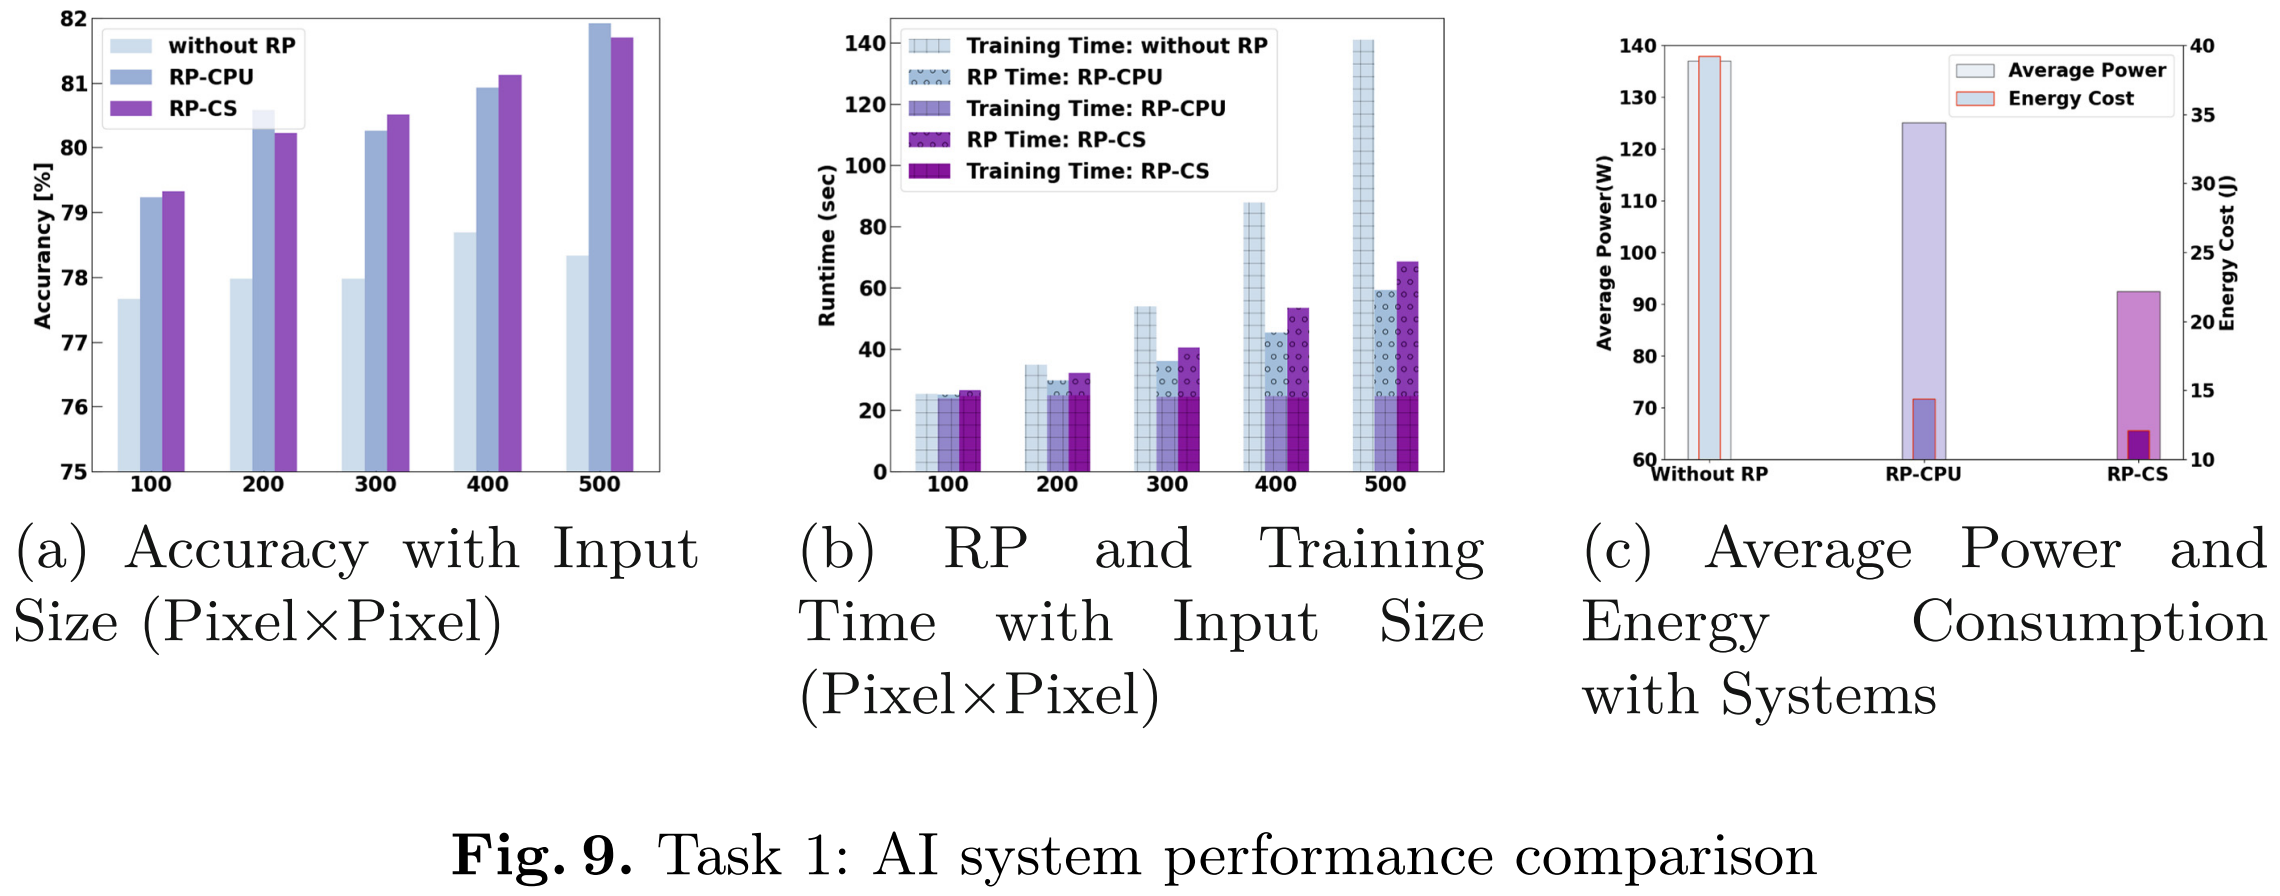 82
81
80
79
78
77
76
75
Accurancy [%]
without RP
RP-CPU
RP-CS
100 200 300 400 500
(a) Accuracy with Input
Size (Pixel×Pixel)
140
120
100
80
60
40
20
0
Runtime (sec)
Training Time: without RP
RP Time: RP-CPU
Training Time: RP-CPU
RP Time: RP-CS
Training Time: RP-CS
100 200 300 400 500
(b) RP and Training
Time with Input Size
(Pixel×Pixel)
140
130
120
110
100
90
80
70
60
Average Power(W)
Average Power
Energy Cost
40
35
30
25
20
15
10
Energy Cost (J)
Without RP RP-CPU RP-CS
(c) Average Power and
Energy Consumption
with Systems
Fig. 9. Task 1: AI system performance comparison